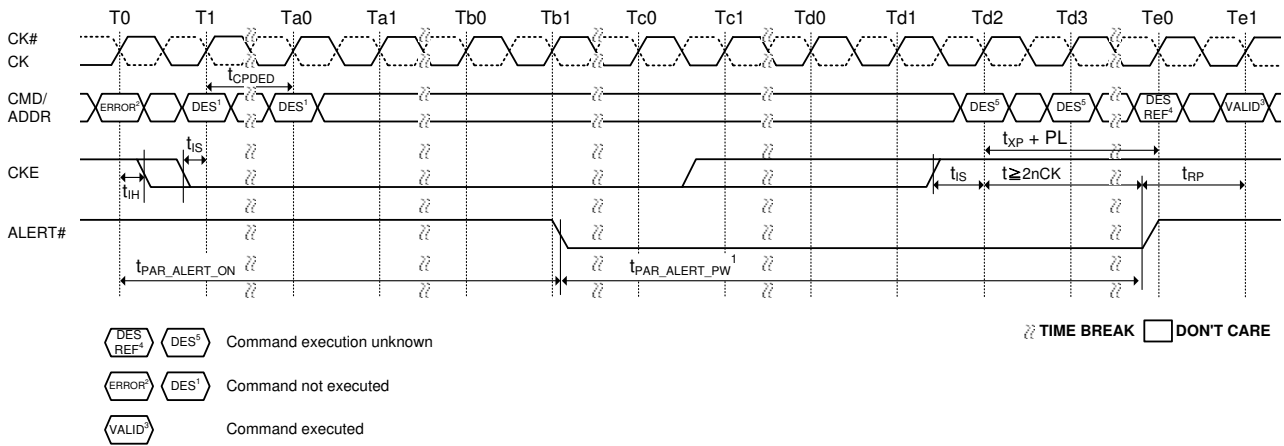 T0 T1 Ta0 Ta1 Tb0 Tb1 Tc0 Tc1 Td0 Td1 Td2 Td3 Te0 Te1
CK#
CK
tCPDED
CMD/
ADDR
ERROR² DES¹ DES¹ DES⁵ DES⁵ DES REF⁴ VALID³
tIS
tXP + PL
CKE
tIH
tIS
t≧2nCK
tRP
ALERT#
tPAR_ALERT_ON
tPAR_ALERT_PW¹
DES REF⁴ DES⁵ Command execution unknown
TIME BREAK DON'T CARE
ERROR² DES¹ Command not executed
VALID³ Command executed